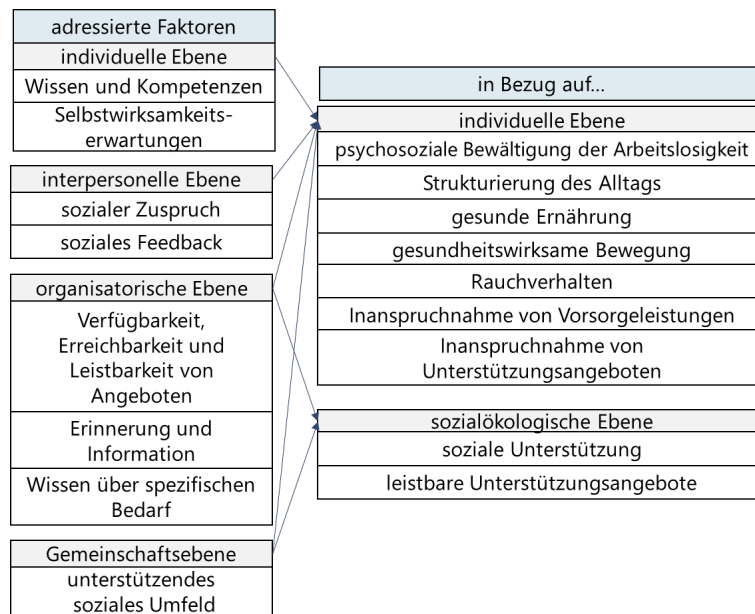 adressierte Faktoren
individuelle Ebene
Wissen und Kompetenzen
Selbstwirksamkeits-
erwartungen
interpersonelle Ebene
sozialer Zuspruch
soziales Feedback
organisatorische Ebene
Verfügbarkeit,
Erreichbarkeit und
Leistbarkeit von
Angeboten
Erinnerung und
Information
Wissen über spezifischen
Bedarf
Gemeinschaftsebene
unterstützendes
soziales Umfeld
in Bezug auf...
individuelle Ebene
psychosoziale Bewältigung der Arbeitslosigkeit
Strukturierung des Alltags
gesunde Ernährung
gesundheitswirksame Bewegung
Rauchverhalten
Inanspruchnahme von Vorsorgeleistungen
Inanspruchnahme von
Unterstützungsangeboten
sozialökologische Ebene
soziale Unterstützung
leistbare Unterstützungsangebote